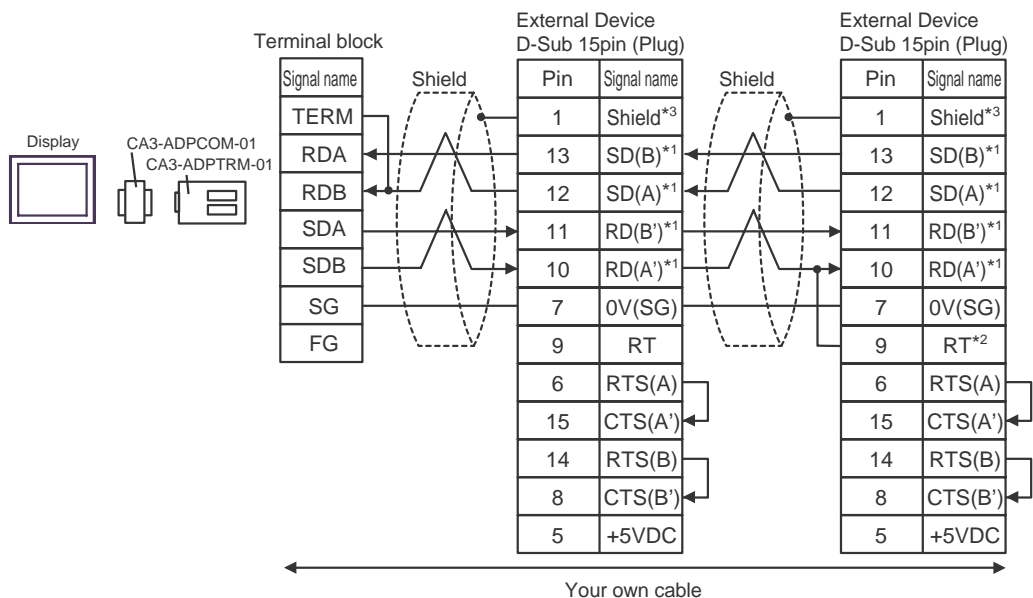 External Device
D-Sub 15pin (Plug)
External Device
D-Sub 15pin (Plug)
Terminal block
Display
CA3-ADPCOM-01
CA3-ADPTRM-01
Signal name
TERM
RDA
RDB
SDA
SDB
SG
FG
Shield
Pin Signal name
1 Shield*3
13 SD(B)*1
12 SD(A)*1
11 RD(B')*1
10 RD(A')*1
7 0V(SG)
9 RT
6 RTS(A)
15 CTS(A')
14 RTS(B)
8 CTS(B')
5 +5VDC
Shield
Pin Signal name
1 Shield*3
13 SD(B)*1
12 SD(A)*1
11 RD(B')*1
10 RD(A')*1
7 0V(SG)
9 RT*2
6 RTS(A)
15 CTS(A')
14 RTS(B)
8 CTS(B')
5 +5VDC
Your own cable